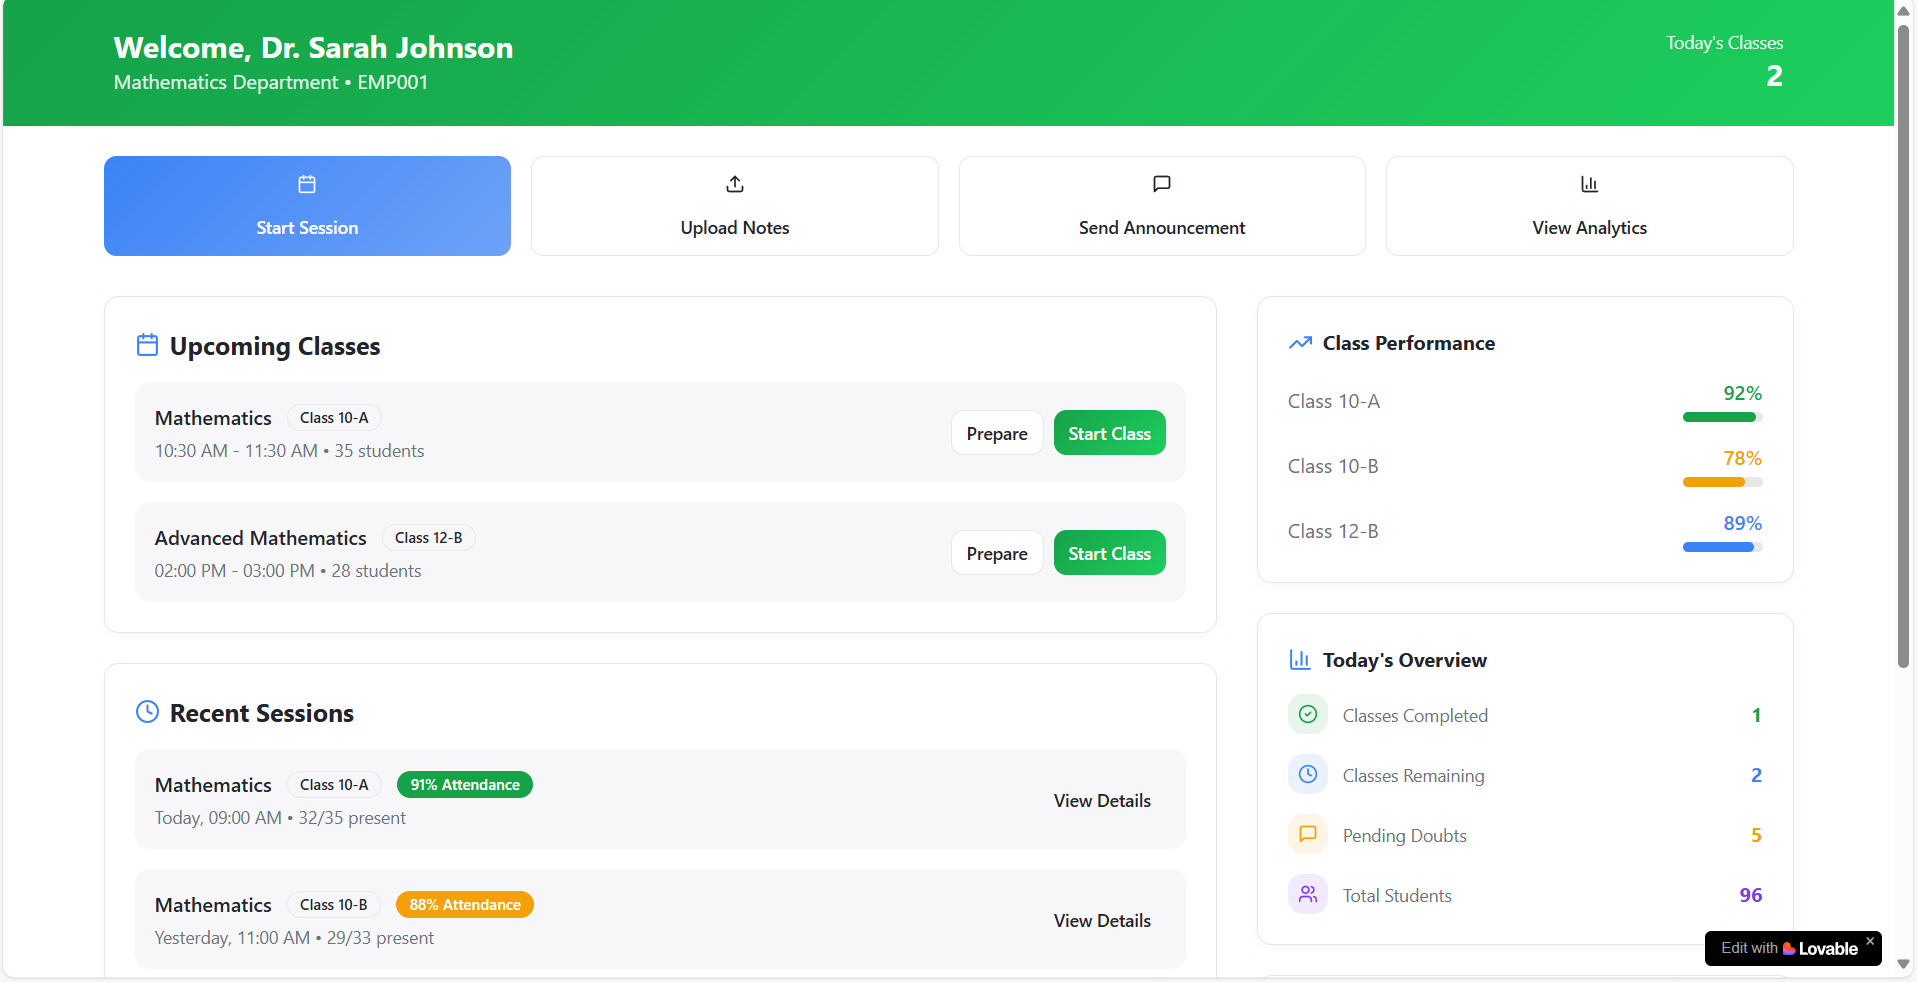 Welcome, Dr. Sarah Johnson
Mathematics Department • EMP001
Today's Classes
2
Start Session
Upload Notes
Send Announcement
View Analytics
Upcoming Classes
Mathematics Class 10-A
10:30 AM - 11:30 AM • 35 students
Prepare
Start Class
Advanced Mathematics Class 12-B
02:00 PM - 03:00 PM • 28 students
Prepare
Start Class
Recent Sessions
Mathematics Class 10-A 91% Attendance
Today, 09:00 AM • 32/35 present
View Details
Mathematics Class 10-B 88% Attendance
Yesterday, 11:00 AM • 29/33 present
View Details
Class Performance
Class 10-A 92%
Class 10-B 78%
Class 12-B 89%
Today's Overview
Classes Completed 1
Classes Remaining 2
Pending Doubts 5
Total Students 96
Edit with Lovable ×